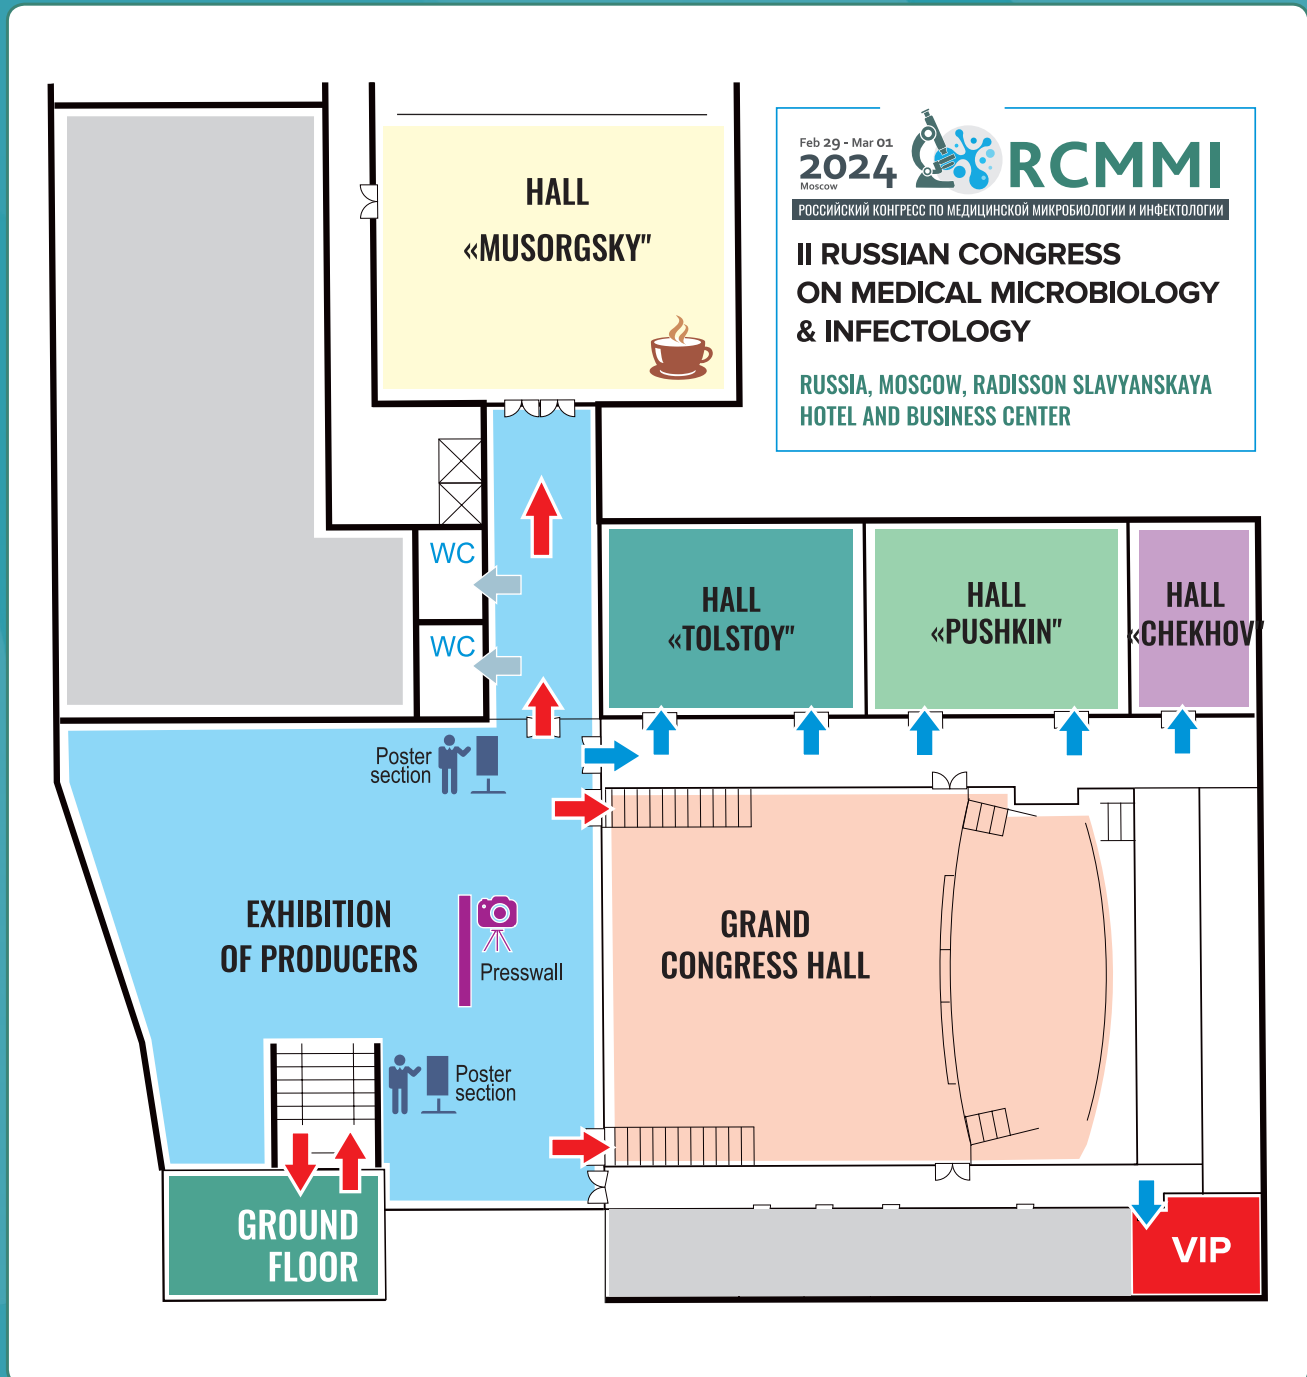 HALL
«MUSORGSKY"
Feb 29 - Mar 01
2024
Moscow
RCMMI
РОССИЙСКИЙ КОНГРЕСС ПО МЕДИЦИНСКОЙ МИКРОБИОЛОГИИ И ИНФЕКТОЛОГИИ
II RUSSIAN CONGRESS
ON MEDICAL MICROBIOLOGY
& INFECTOLOGY
RUSSIA, MOSCOW, RADISSON SLAVYANSKAYA
HOTEL AND BUSINESS CENTER
WC
WC
HALL
«TOLSTOY"
HALL
«PUSHKIN"
HALL
«CHEKHOV"
Poster
section
EXHIBITION
OF PRODUCERS
Presswall
GRAND
CONGRESS HALL
Poster
section
GROUND
FLOOR
VIP